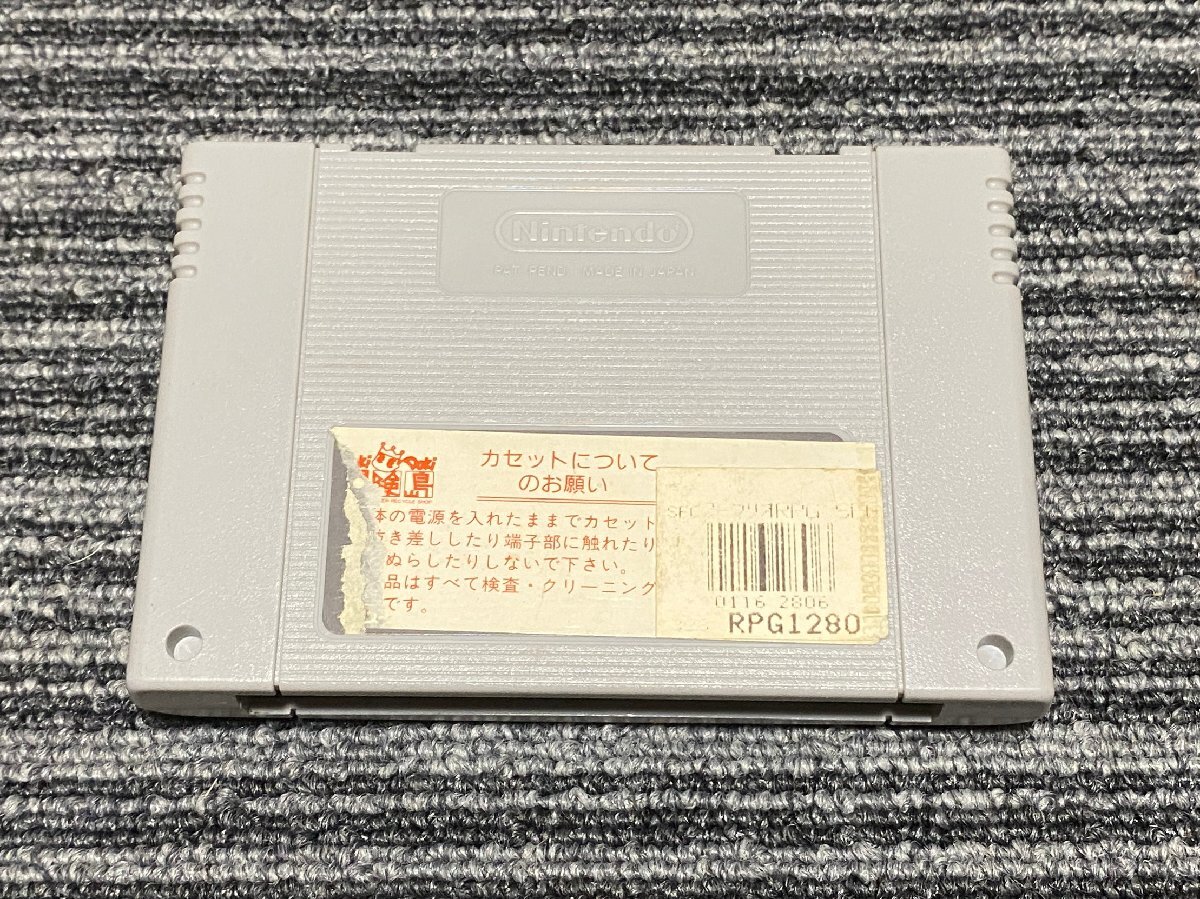 Nintendo
PAT. PEND. MADE IN JAPAN
険島
カセットについて
のお願い
体の電源を入れたままでカセット
き差ししたり端子部に触れたり
ぬらしたりしないで下さい。
品はすべて検査・クリーニング
です。
RPG
0116 2806
RPG1280